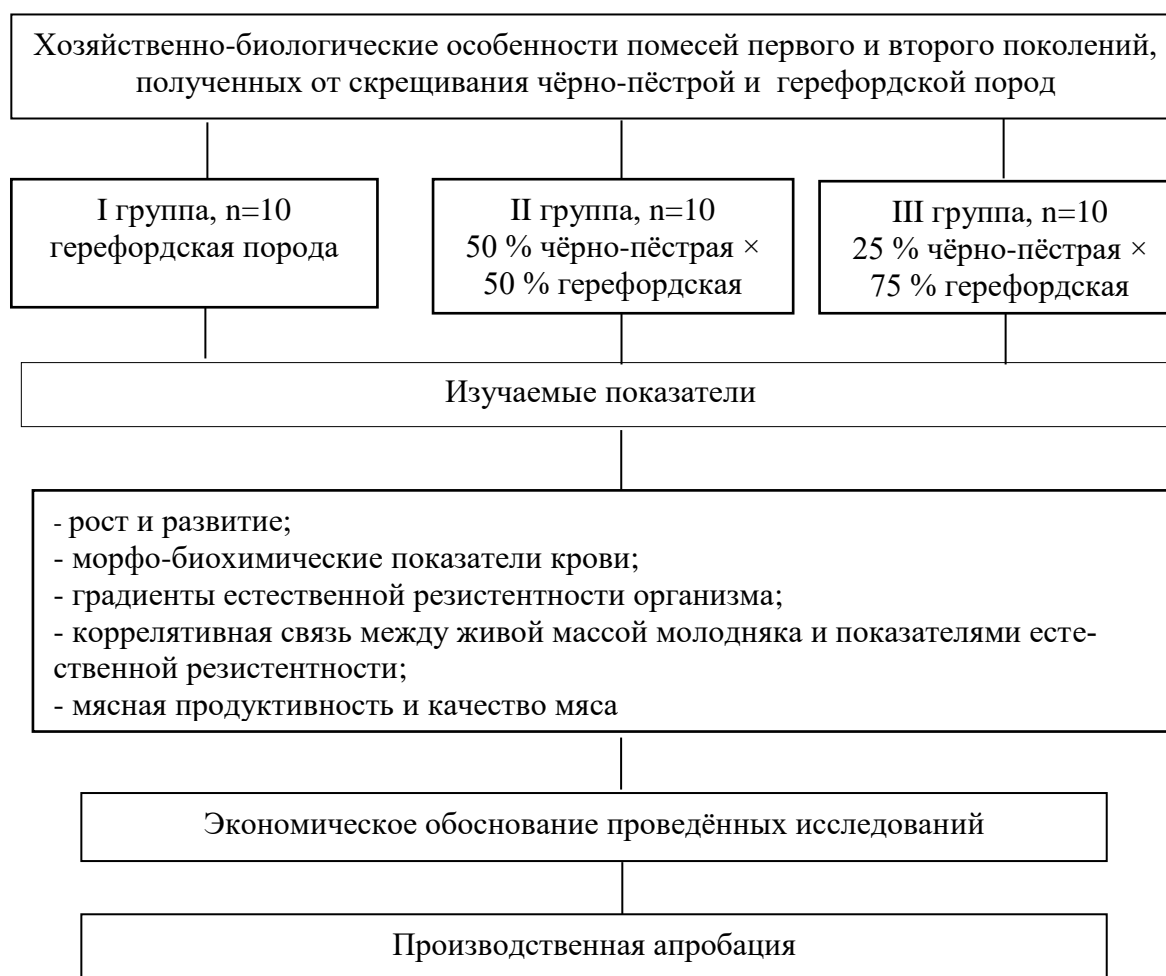 Хозяйственно-биологические особенности помесей первого и второго поколений,
полученных от скрещивания чёрно-пёстрой и герефордской пород
I группа, n=10
герефордская порода
II группа, n=10
50 % чёрно-пёстрая ×
50 % герефордская
III группа, n=10
25 % чёрно-пёстрая ×
75 % герефордская
Изучаемые показатели
- рост и развитие;
- морфо-биохимические показатели крови;
- градиенты естественной резистентности организма;
- коррелятивная связь между живой массой молодняка и показателями есте-
ственной резистентности;
- мясная продуктивность и качество мяса
Экономическое обоснование проведённых исследований
Производственная апробация